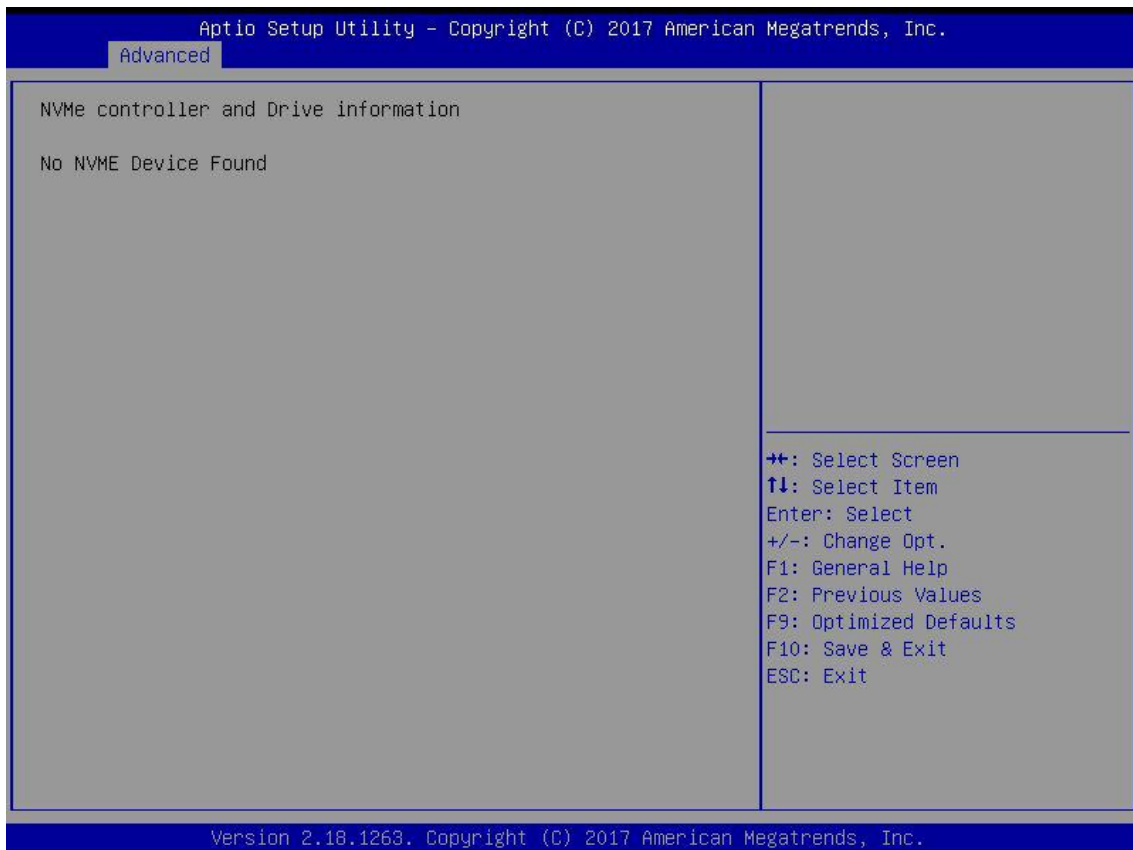 Aptio Setup Utility – Copyright (C) 2017 American Megatrends, Inc.
Advanced
NVMe controller and Drive information
No NVME Device Found
→←: Select Screen
↑↓: Select Item
Enter: Select
+/-: Change Opt.
F1: General Help
F2: Previous Values
F9: Optimized Defaults
F10: Save & Exit
ESC: Exit
Version 2.18.1263. Copyright (C) 2017 American Megatrends, Inc.